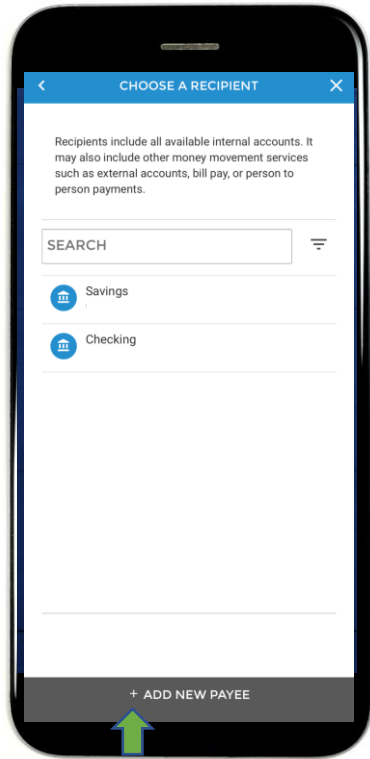 CHOOSE A RECIPIENT
Recipients include all available internal accounts. It
may also include other money movement services
such as external accounts, bill pay, or person to
person payments.
SEARCH
Savings
Checking
+ ADD NEW PAYEE